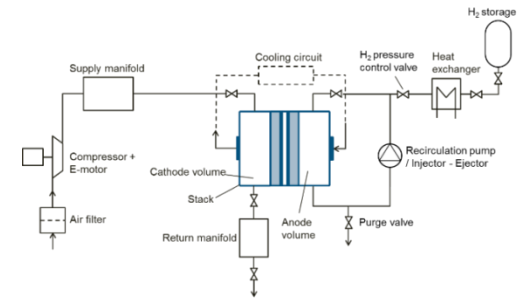 H2 storage
Cooling circuit
H2 pressure
control valve
Heat
exchanger
Supply manifold
Compressor +
E-motor
Recirculation pump
/ Injector - Ejector
Cathode volume
Stack
Air filter
Anode
volume
Purge valve
Return manifold